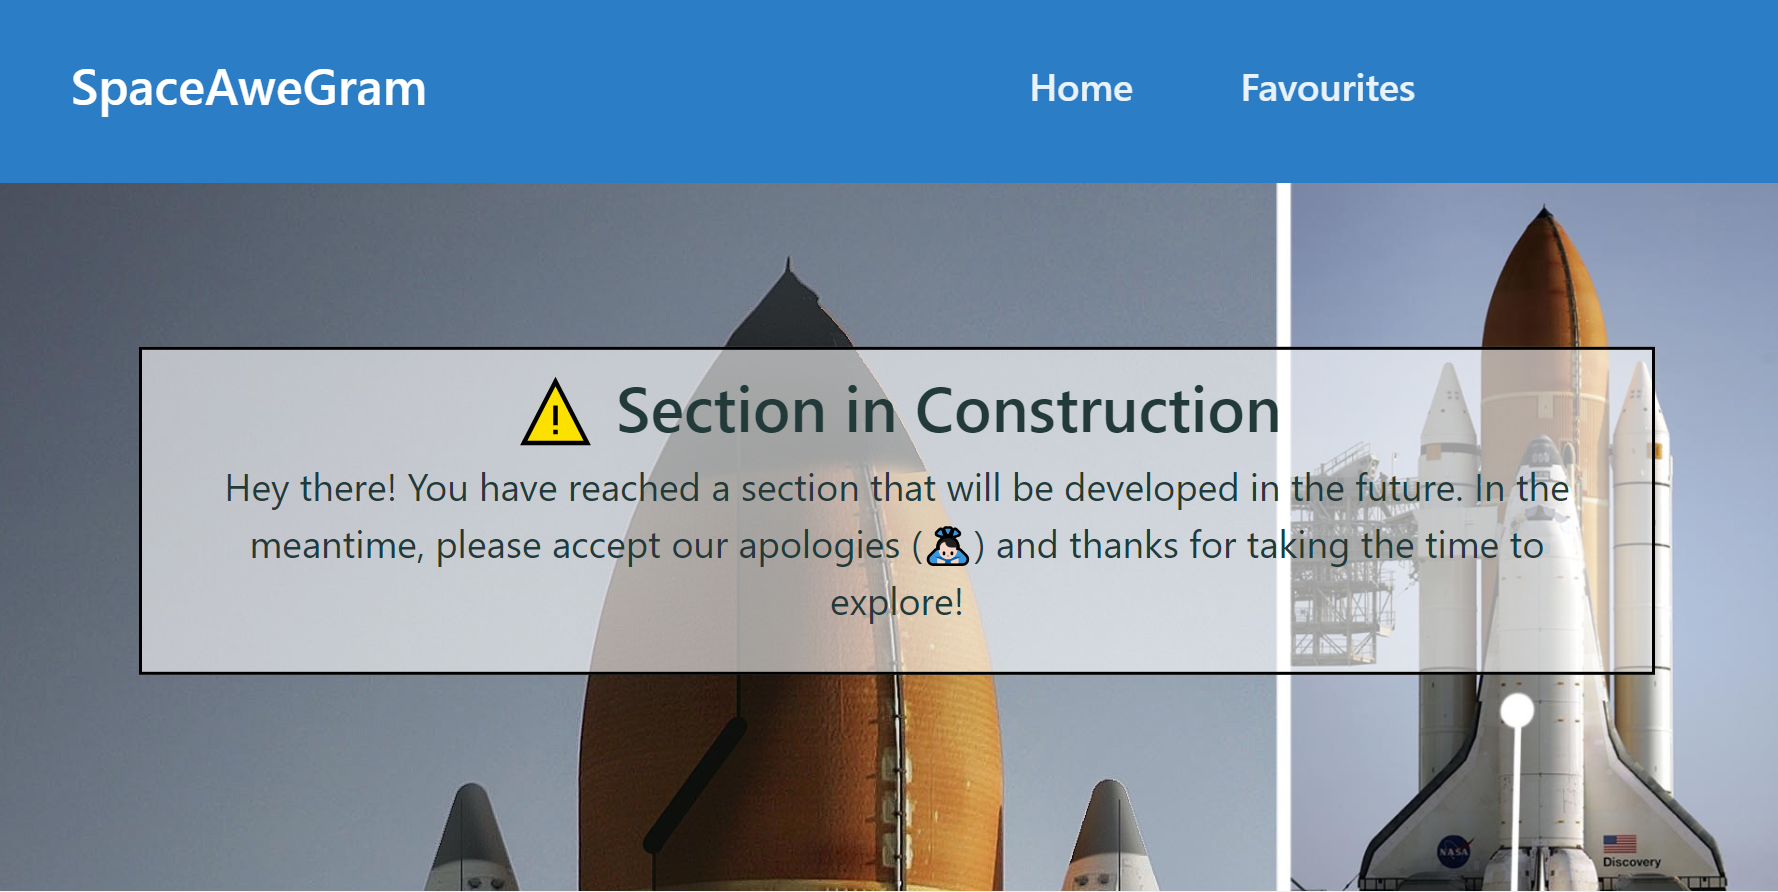 SpaceAweGram Home Favourites
⚠ Section in Construction
Hey there! You have reached a section that will be developed in the future. In the
meantime, please accept our apologies (🙇🏻) and thanks for taking the time to
explore!
NASA
Discovery